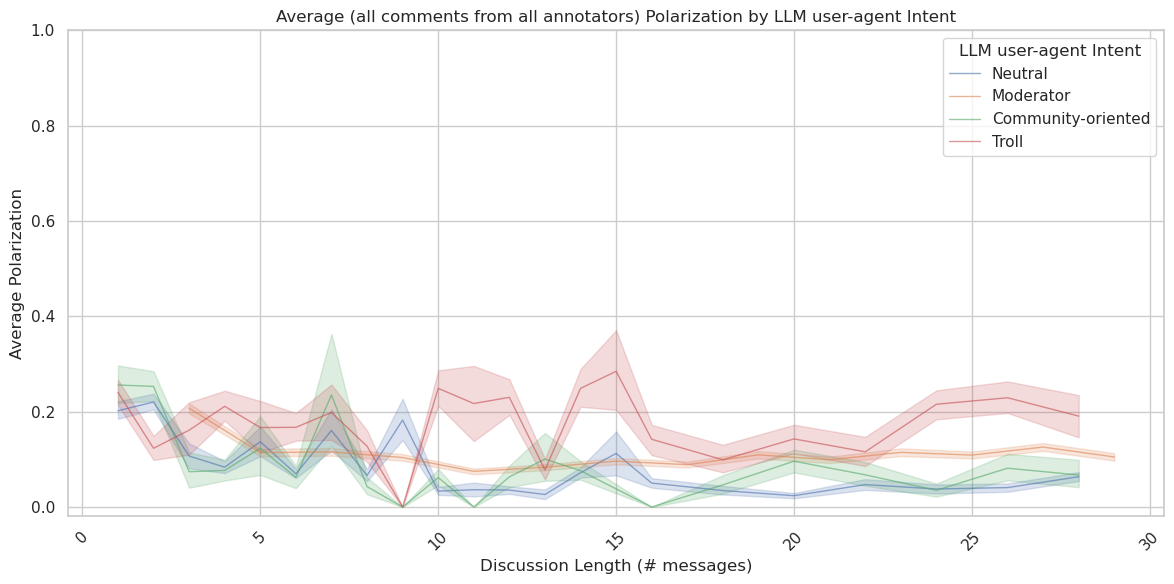 Average (all comments from all annotators) Polarization by LLM user-agent Intent
LLM user-agent Intent
Neutral
Moderator
Community-oriented
Troll
Average Polarization
1.0
0.8
0.6
0.4
0.2
0.0
0
5
10
15
20
25
30
Discussion Length (# messages)